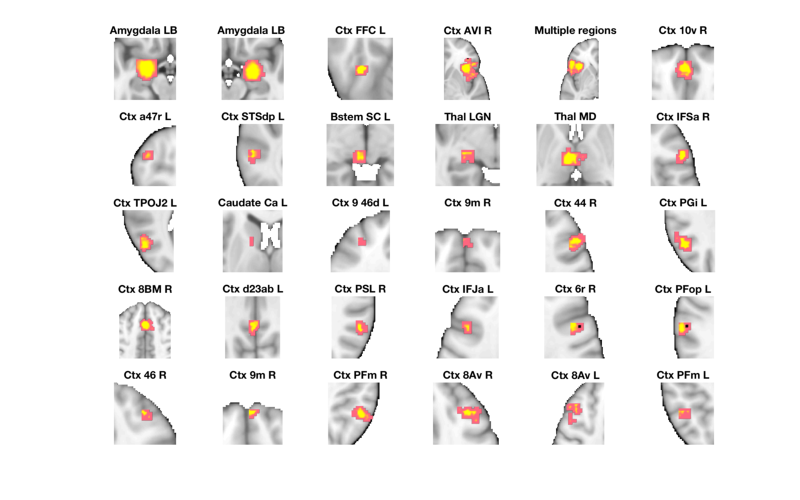 Amygdala LB
Amygdala LB
Ctx FFC L
Ctx AVI R
Multiple regions
Ctx 10v R
Ctx a47r L
Ctx STSdp L
Bstem SC L
Thal LGN
Thal MD
Ctx IFSa R
Ctx TPOJ2 L
Caudate Ca L
Ctx 9 46d L
Ctx 9m R
Ctx 44 R
Ctx PGi L
Ctx 8BM R
Ctx d23ab L
Ctx PSL R
Ctx IFJa L
Ctx 6r R
Ctx PFop L
Ctx 46 R
Ctx 9m R
Ctx PFm R
Ctx 8Av R
Ctx 8Av L
Ctx PFm L